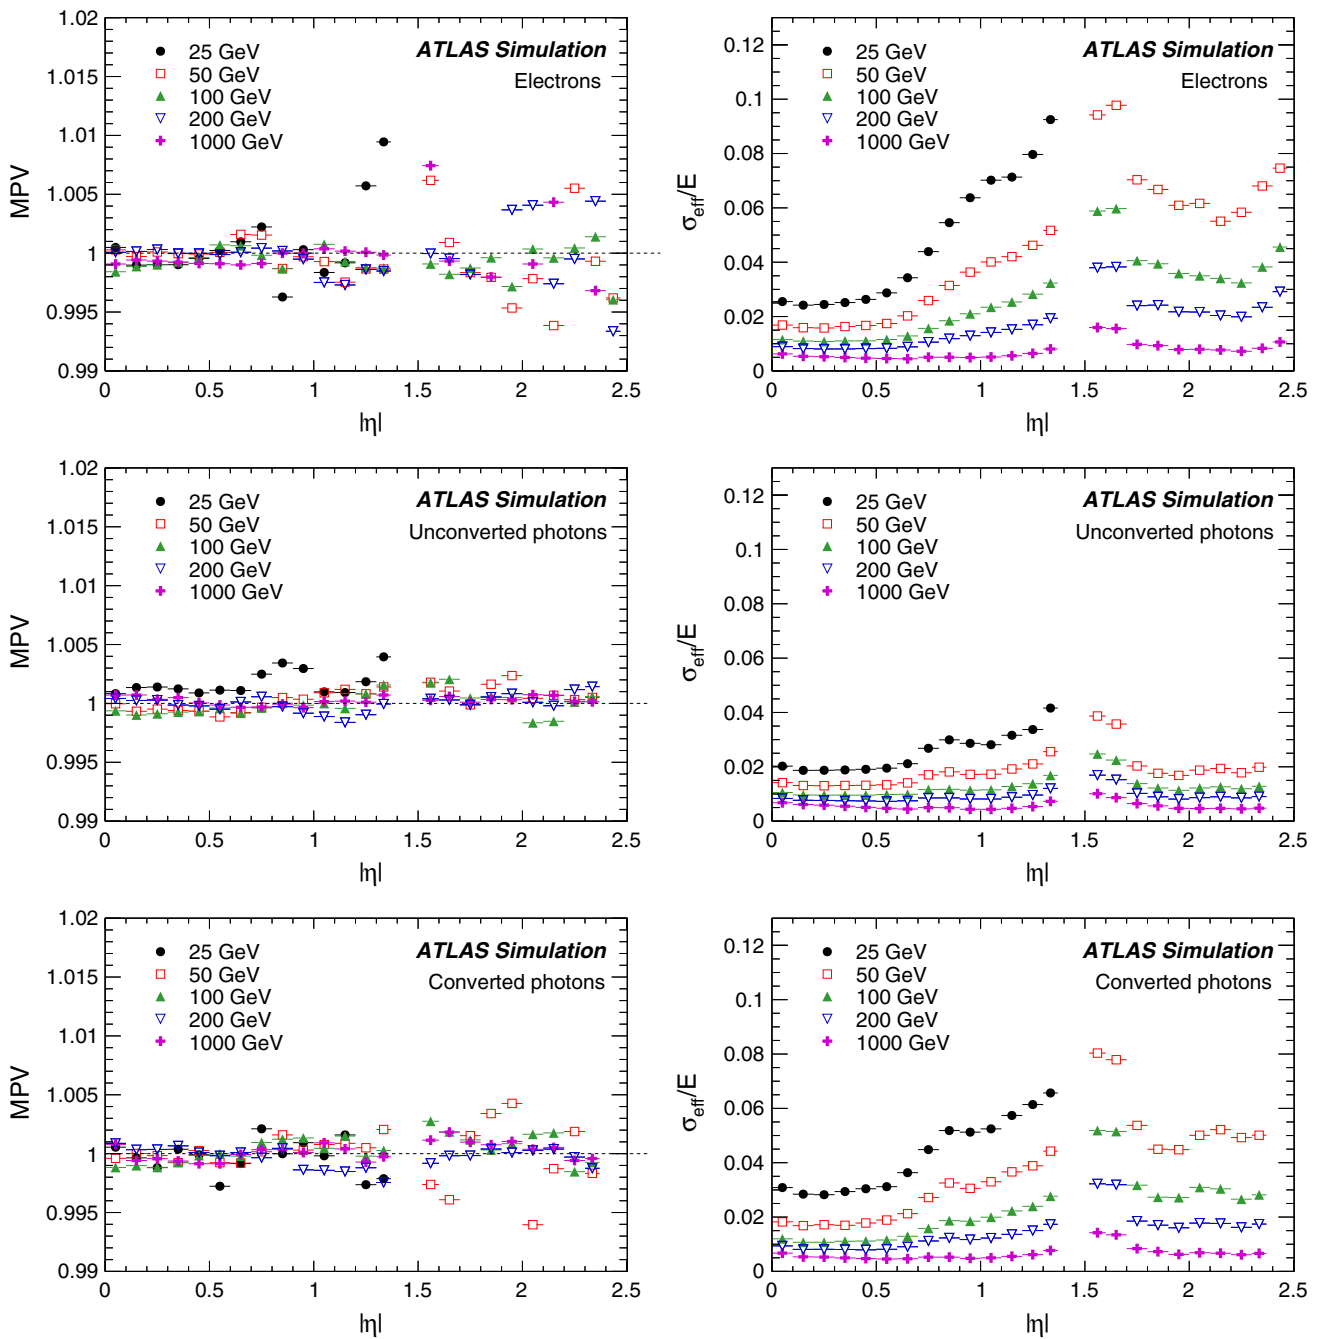 MPV
1.02
1.015
1.01
1.005
1
0.995
0.99
25 GeV
50 GeV
100 GeV
200 GeV
1000 GeV
ATLAS Simulation
Electrons
0 0.5 1 1.5 2 2.5
|η|
σeff/E
0.12
0.1
0.08
0.06
0.04
0.02
0
25 GeV
50 GeV
100 GeV
200 GeV
1000 GeV
ATLAS Simulation
Electrons
0 0.5 1 1.5 2 2.5
|η|
MPV
1.02
1.015
1.01
1.005
1
0.995
0.99
25 GeV
50 GeV
100 GeV
200 GeV
1000 GeV
ATLAS Simulation
Unconverted photons
0 0.5 1 1.5 2 2.5
|η|
σeff/E
0.12
0.1
0.08
0.06
0.04
0.02
0
25 GeV
50 GeV
100 GeV
200 GeV
1000 GeV
ATLAS Simulation
Unconverted photons
0 0.5 1 1.5 2 2.5
|η|
MPV
1.02
1.015
1.01
1.005
1
0.995
0.99
25 GeV
50 GeV
100 GeV
200 GeV
1000 GeV
ATLAS Simulation
Converted photons
0 0.5 1 1.5 2 2.5
|η|
σeff/E
0.12
0.1
0.08
0.06
0.04
0.02
0
25 GeV
50 GeV
100 GeV
200 GeV
1000 GeV
ATLAS Simulation
Converted photons
0 0.5 1 1.5 2 2.5
|η|